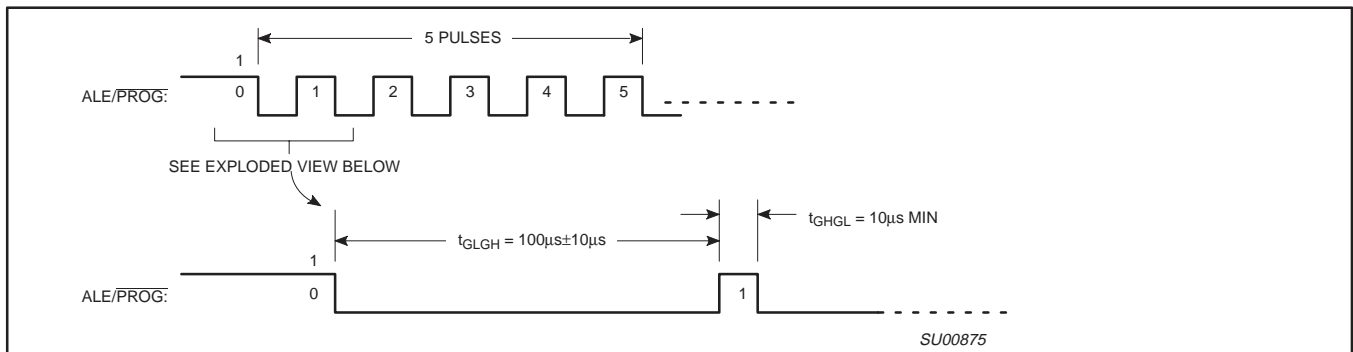 5 PULSES
1
ALE/PROG:
0 1 2 3 4 5
SEE EXPLODED VIEW BELOW
tGHGL = 10µs MIN
tGLGH = 100µs±10µs
1
ALE/PROG:
0 1
SU00875